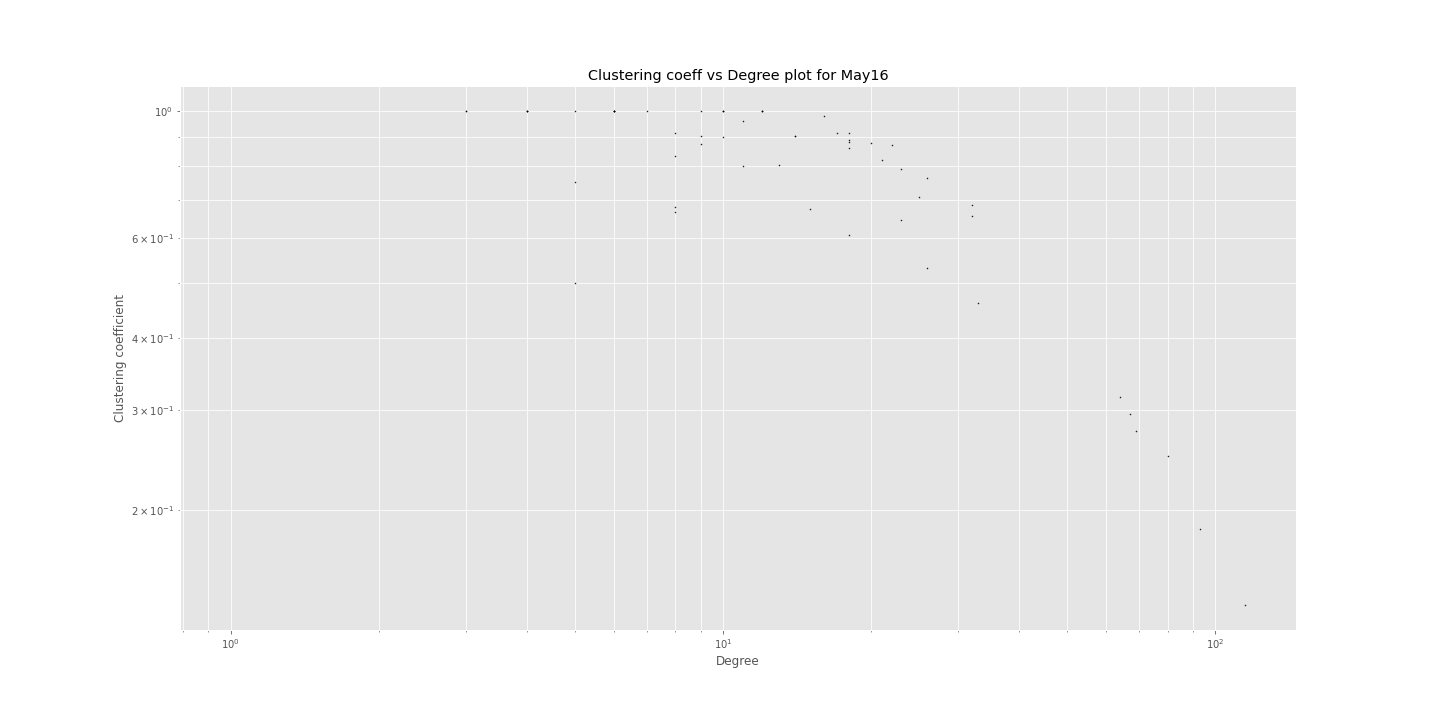 Clustering coeff vs Degree plot for May16
10⁰
6 × 10⁻¹
4 × 10⁻¹
3 × 10⁻¹
2 × 10⁻¹
Clustering coefficient
10⁰ 10¹ 10²
Degree